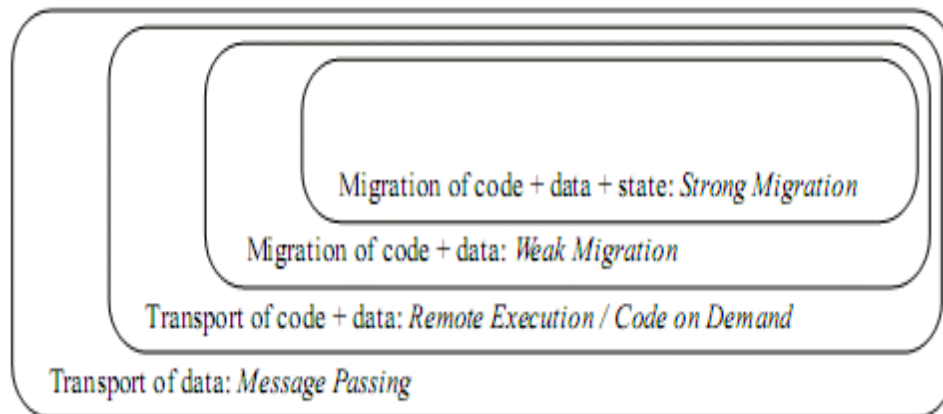 Migration of code + data + state: Strong Migration
Migration of code + data: Weak Migration
Transport of code + data: Remote Execution / Code on Demand
Transport of data: Message Passing